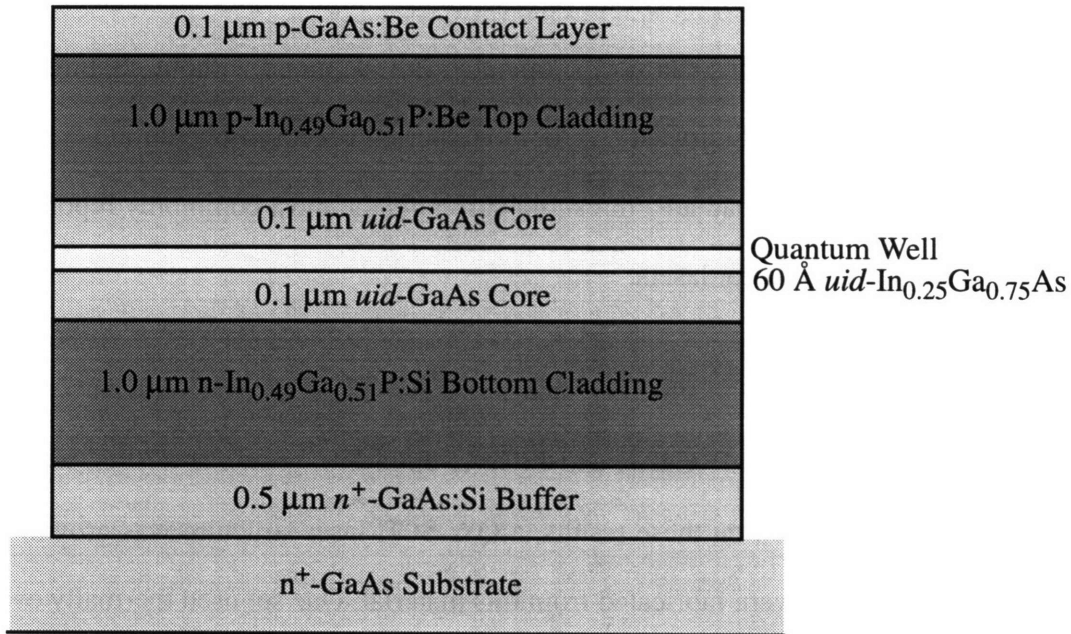 0.1 μm p-GaAs:Be Contact Layer
1.0 μm p-In₀.₄₉Ga₀.₅₁P:Be Top Cladding
0.1 μm uid-GaAs Core
Quantum Well
60 Å uid-In₀.₂₅Ga₀.₇₅As
0.1 μm uid-GaAs Core
1.0 μm n-In₀.₄₉Ga₀.₅₁P:Si Bottom Cladding
0.5 μm n⁺-GaAs:Si Buffer
n⁺-GaAs Substrate